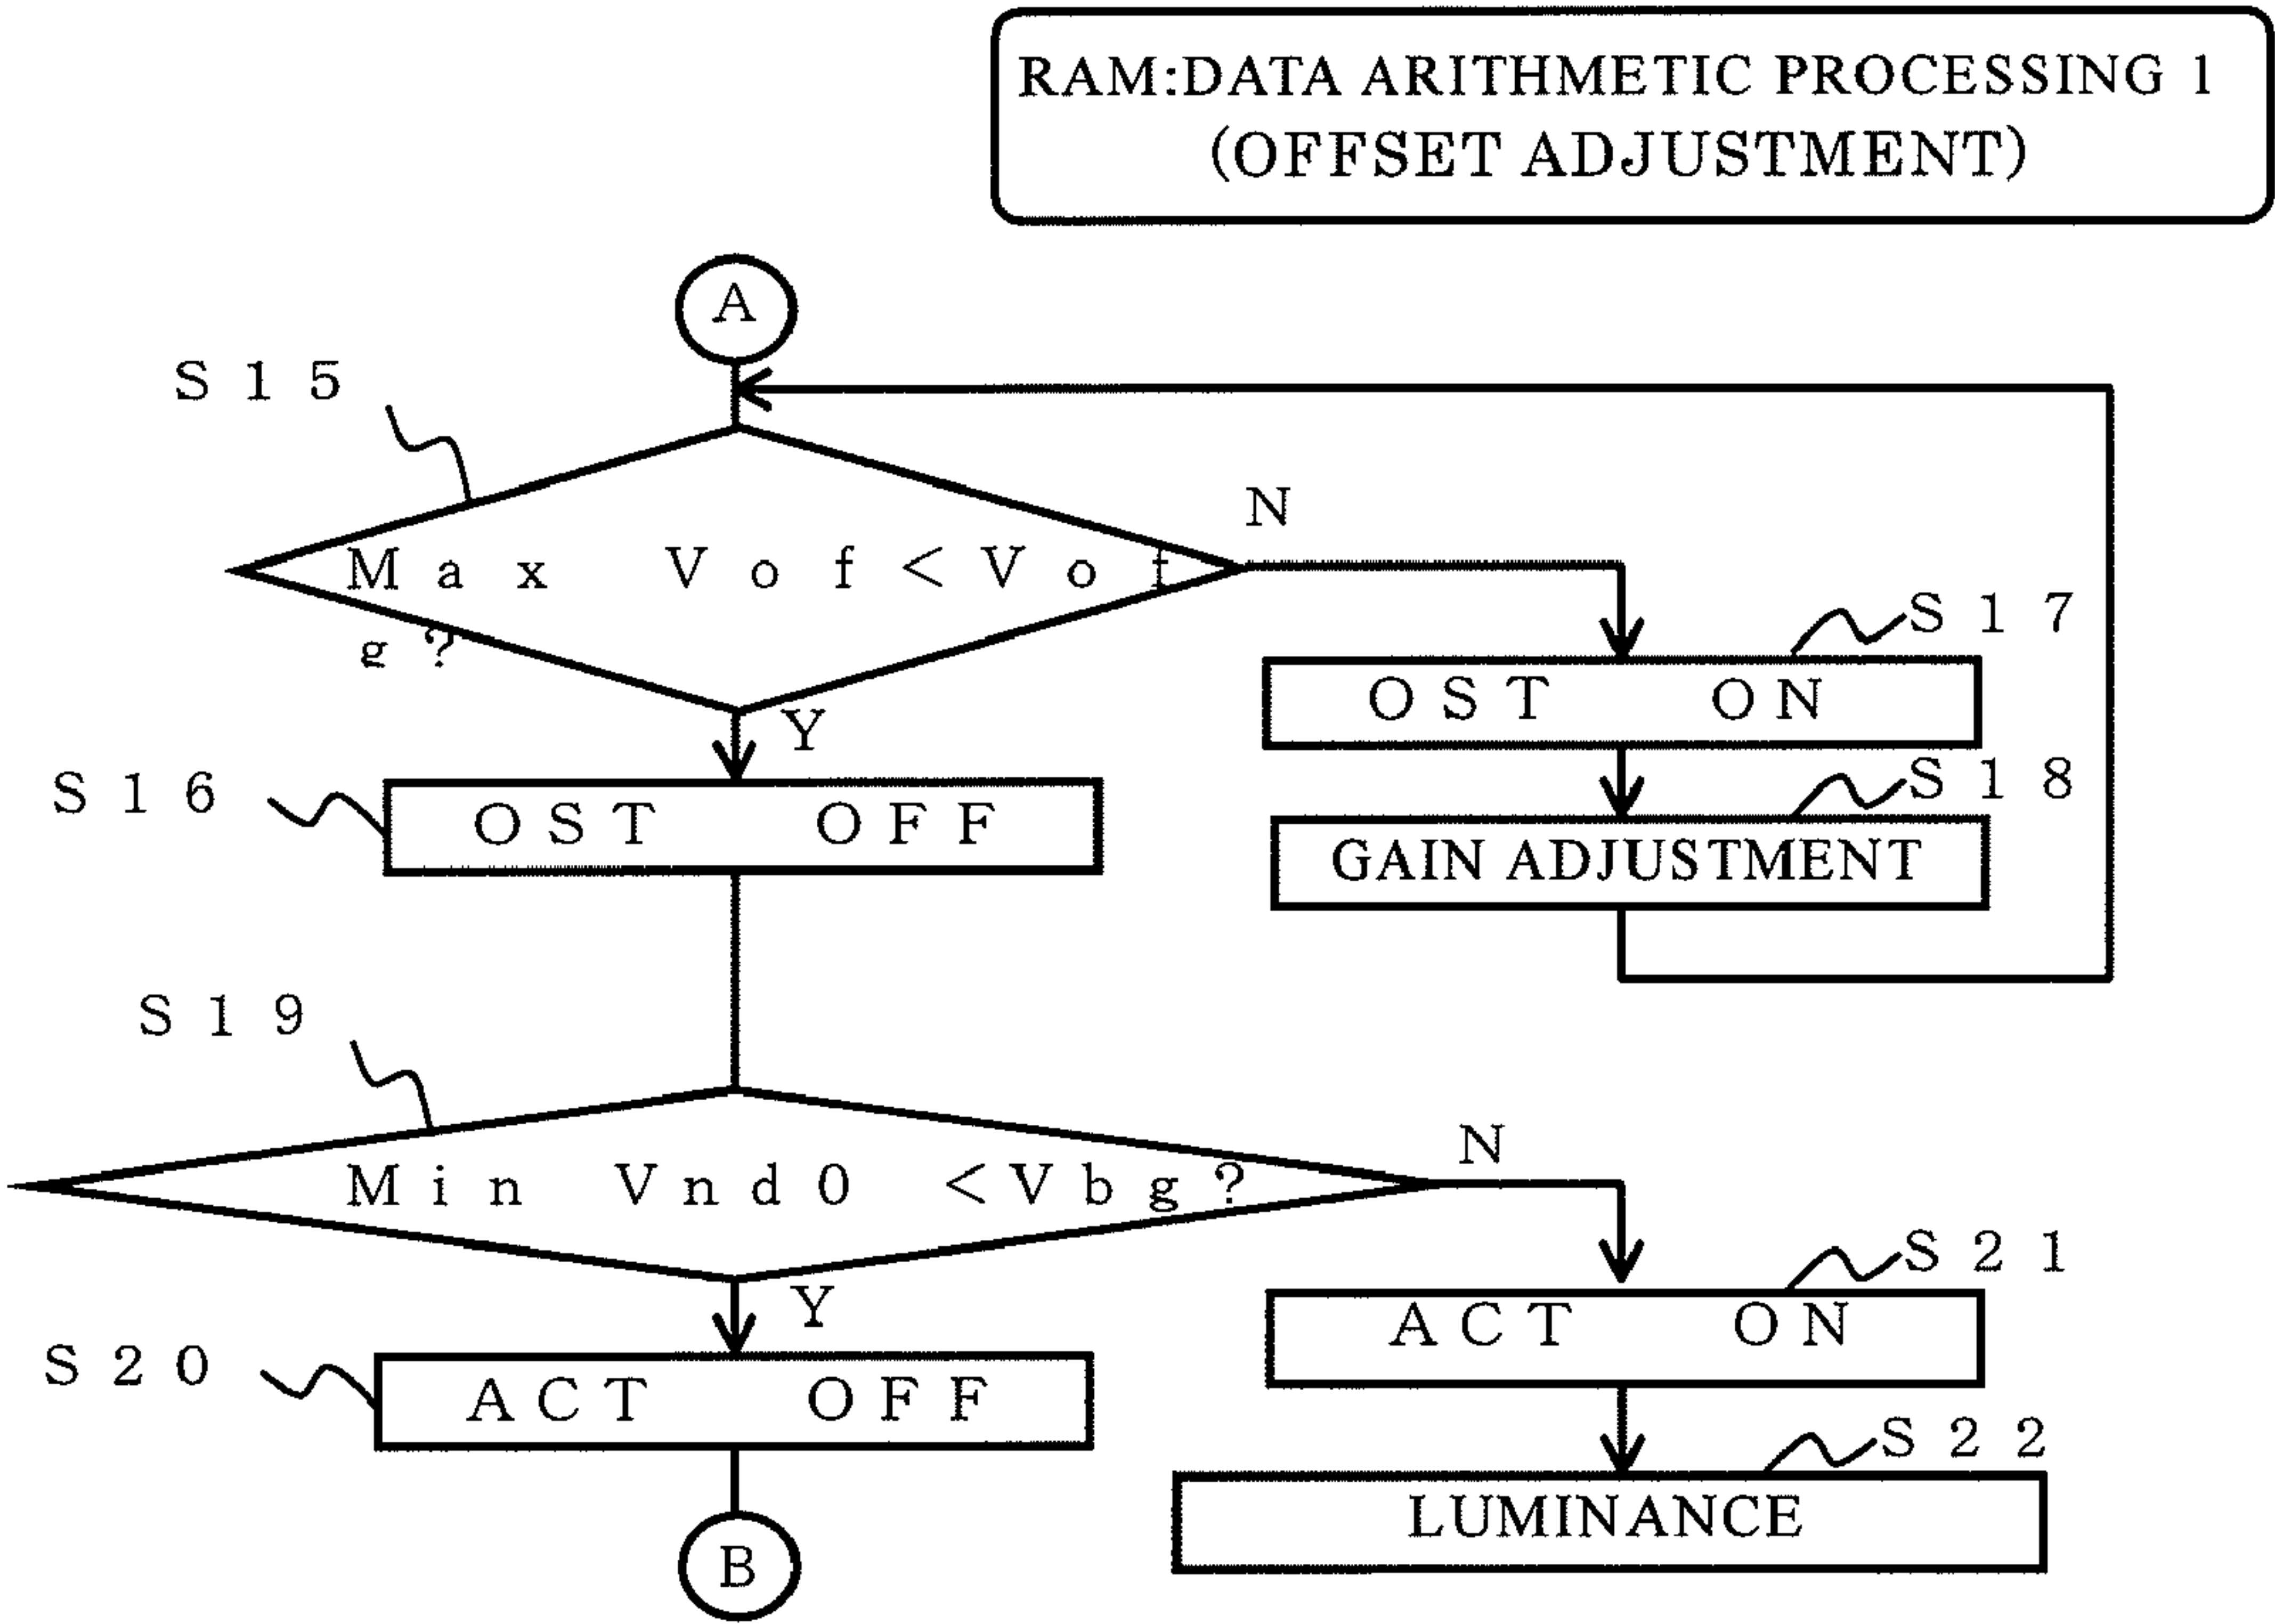 RAM:DATA ARITHMETIC PROCESSING 1
(OFFSET ADJUSTMENT)
A
S15
N
Max Vof<Vof
g?
S17
OST ON
Y
S16
OST OFF
S18
GAIN ADJUSTMENT
S19
N
Min Vnd0 <Vbg?
S21
ACT ON
Y
S20
ACT OFF
S22
LUMINANCE
B